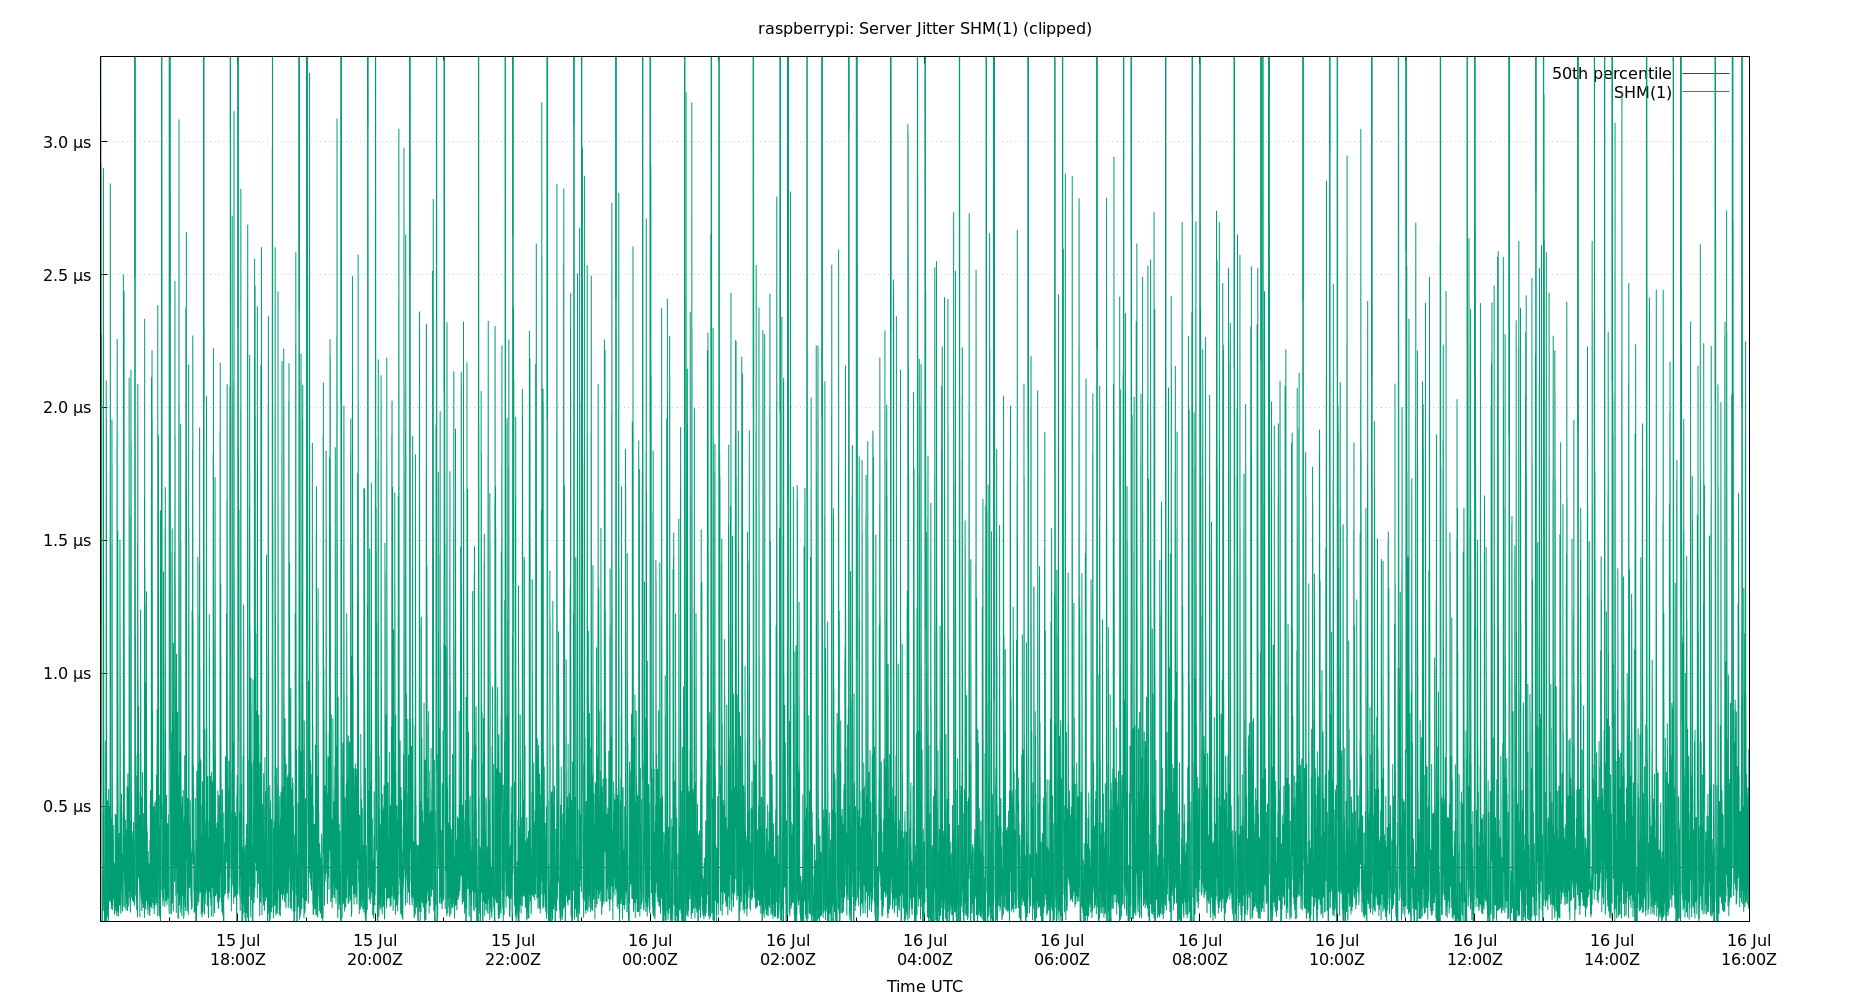 raspberrypi: Server Jitter SHM(1) (clipped)
50th percentile
SHM(1)
3.0 μs
2.5 μs
2.0 μs
1.5 μs
1.0 μs
0.5 μs
15 Jul 15 Jul 15 Jul 16 Jul 16 Jul 16 Jul 16 Jul 16 Jul 16 Jul 16 Jul 16 Jul 16 Jul
18:00Z 20:00Z 22:00Z 00:00Z 02:00Z 04:00Z 06:00Z 08:00Z 10:00Z 12:00Z 14:00Z 16:00Z
Time UTC